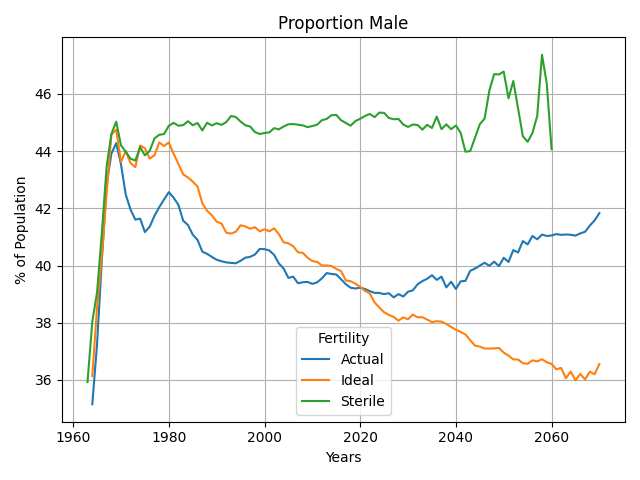 Proportion Male
% of Population
46
44
42
40
38
36
Fertility
Actual
Ideal
Sterile
1960 1980 2000 2020 2040 2060
Years